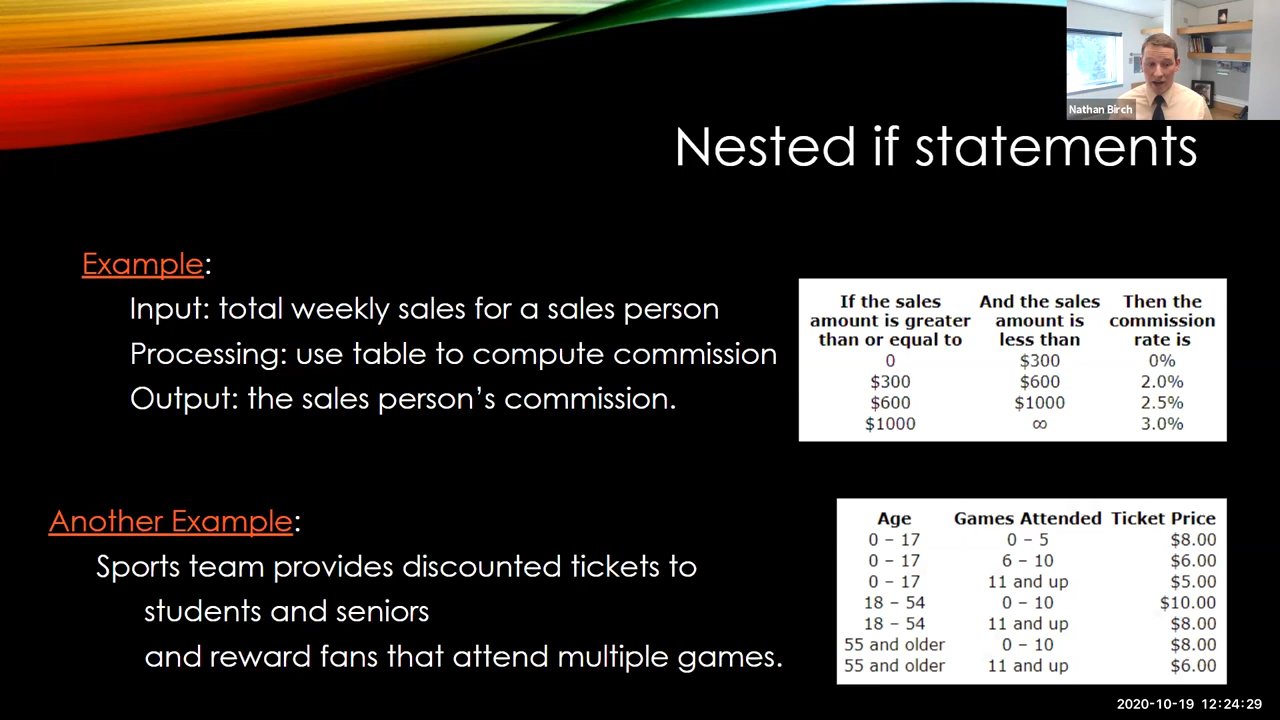 Nathan Birch
Nested if statements
Example:
Input: total weekly sales for a sales person
Processing: use table to compute commission
Output: the sales person’s commission.
If the sales And the sales Then the
amount is greater amount is commission
than or equal to less than rate is
0 $300 0%
$300 $600 2.0%
$600 $1000 2.5%
$1000 ∞ 3.0%
Another Example:
Sports team provides discounted tickets to
students and seniors
and reward fans that attend multiple games.
Age Games Attended Ticket Price
0 – 17 0 – 5 $8.00
0 – 17 6 – 10 $6.00
0 – 17 11 and up $5.00
18 – 54 0 – 10 $10.00
18 – 54 11 and up $8.00
55 and older 0 – 10 $8.00
55 and older 11 and up $6.00
2020-10-19 12:24:29